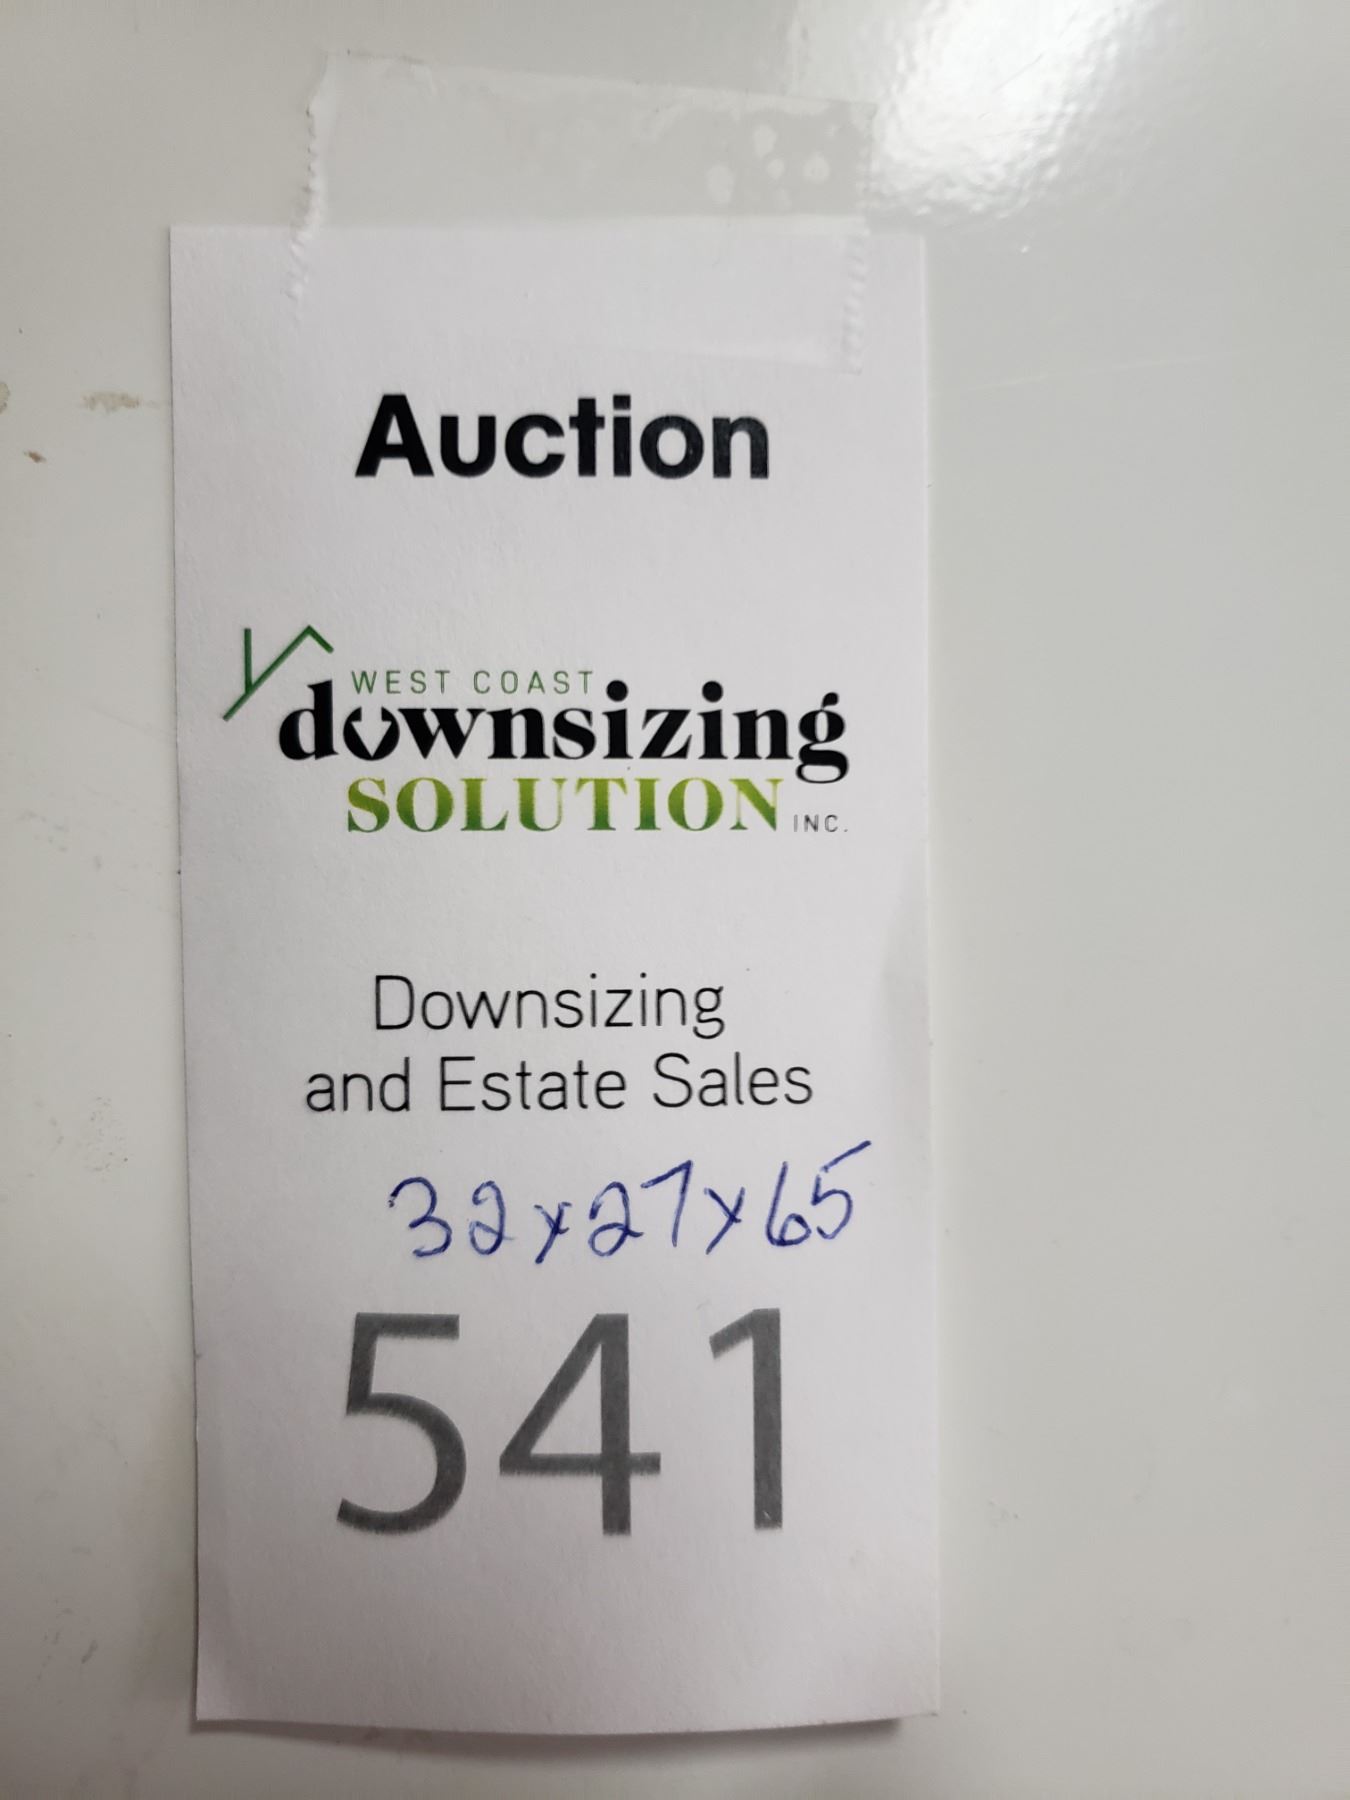 Auction
WEST COAST
downsizing
SOLUTION INC.
Downsizing
and Estate Sales
32x27x65
541